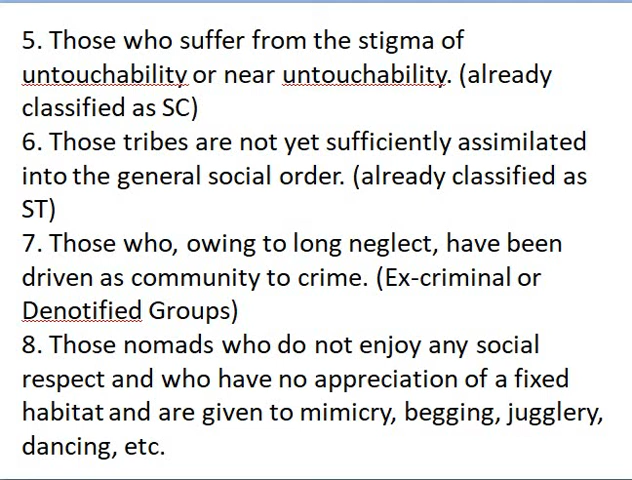 5. Those who suffer from the stigma of
untouchability or near untouchability. (already
classified as SC)
6. Those tribes are not yet sufficiently assimilated
into the general social order. (already classified as
ST)
7. Those who, owing to long neglect, have been
driven as community to crime. (Ex-criminal or
Denotified Groups)
8. Those nomads who do not enjoy any social
respect and who have no appreciation of a fixed
habitat and are given to mimicry, begging, jugglery,
dancing, etc.